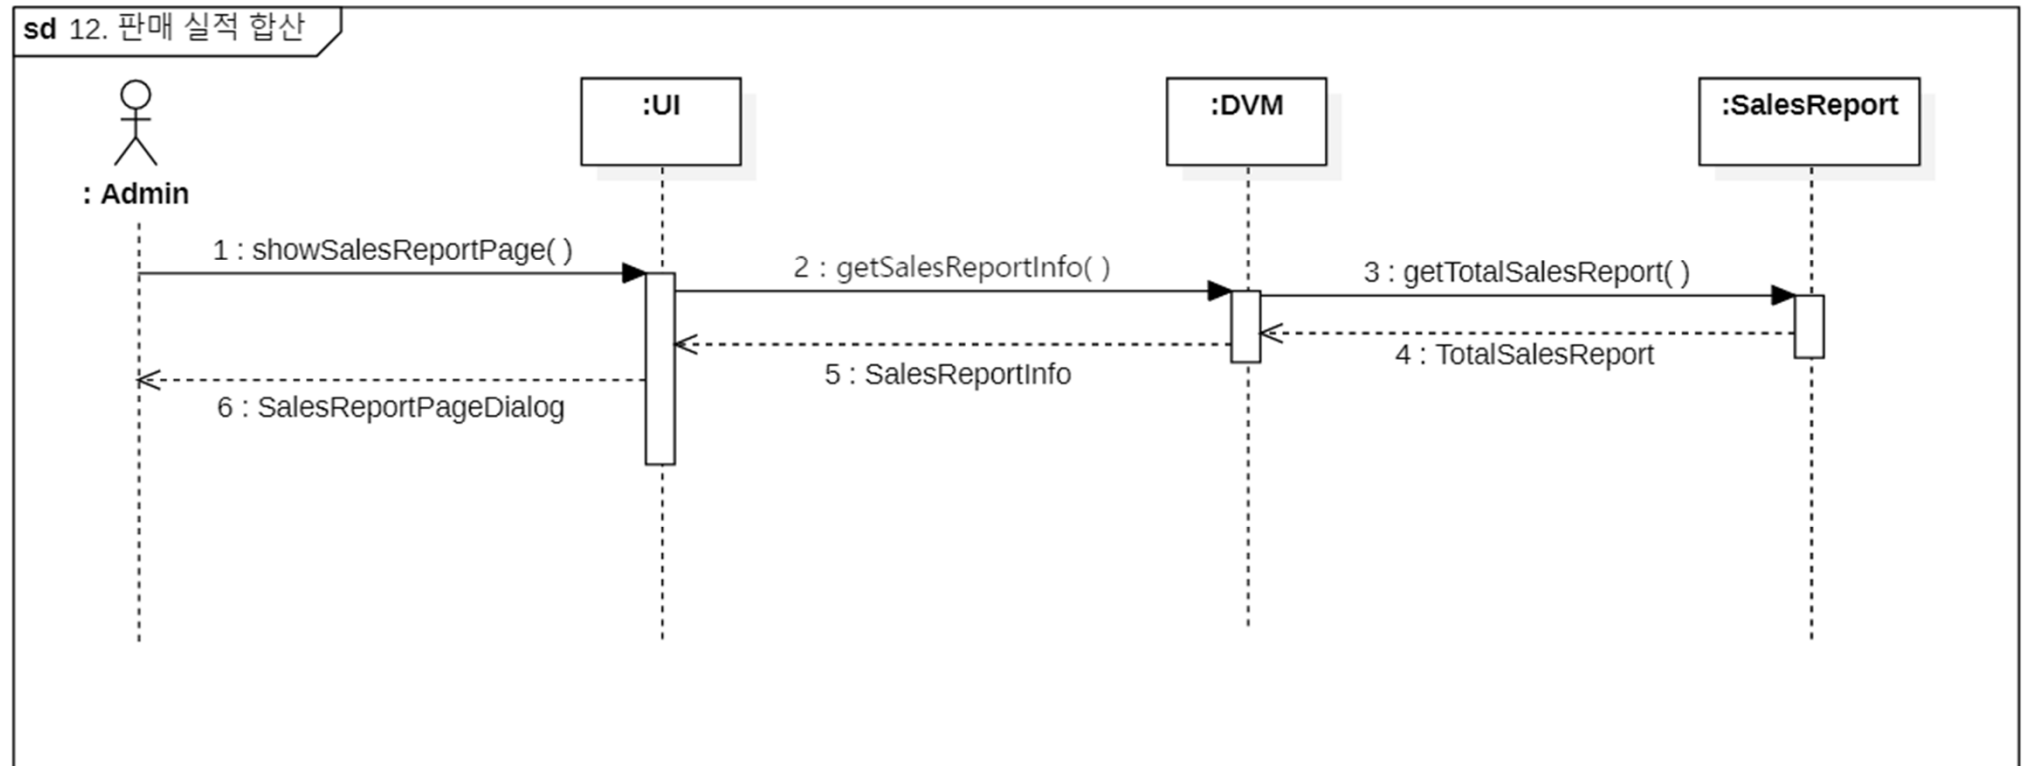 sd 12. 판매 실적 합산
:UI
:DVM
:SalesReport
: Admin
1 : showSalesReportPage( )
2 : getSalesReportInfo( )
3 : getTotalSalesReport( )
4 : TotalSalesReport
5 : SalesReportInfo
6 : SalesReportPageDialog